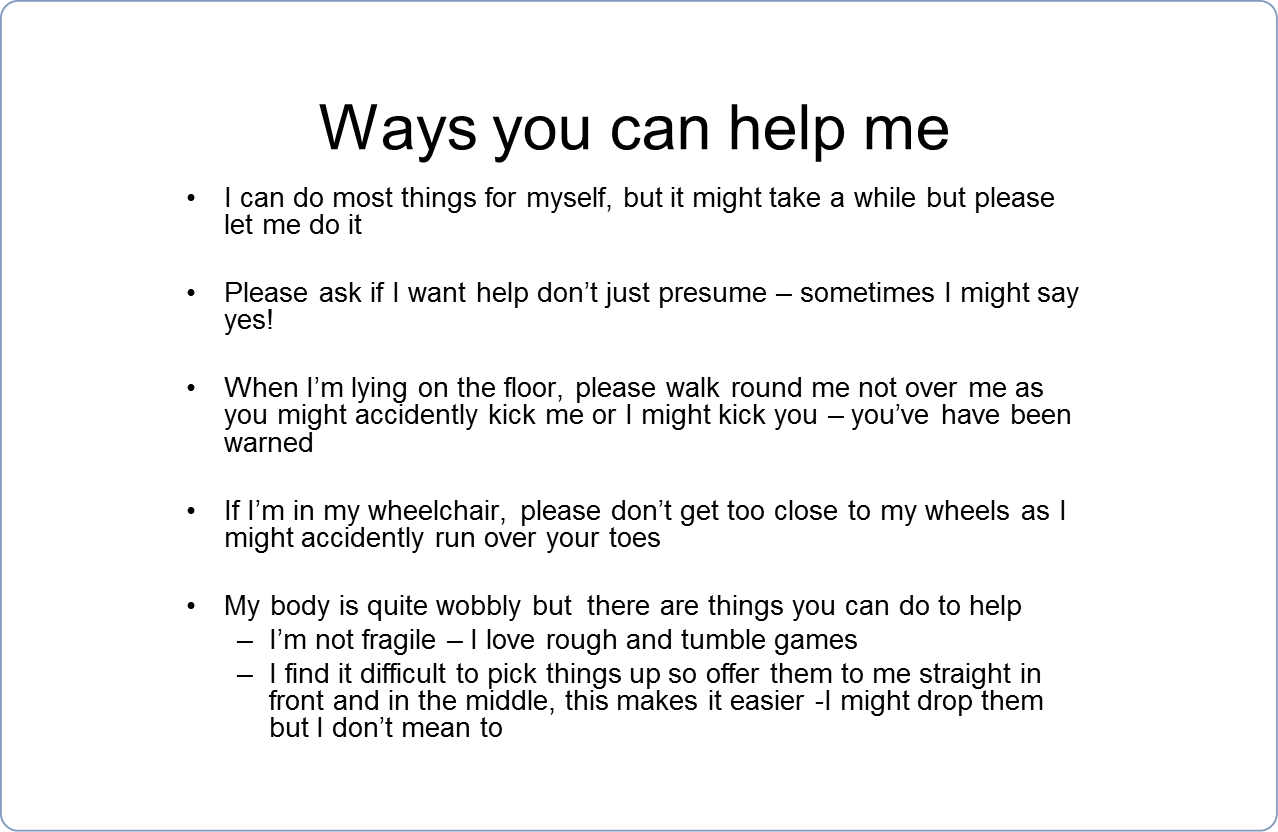 Ways you can help me
• I can do most things for myself, but it might take a while but please
let me do it
• Please ask if I want help don’t just presume – sometimes I might say
yes!
• When I’m lying on the floor, please walk round me not over me as
you might accidently kick me or I might kick you – you’ve have been
warned
• If I’m in my wheelchair, please don’t get too close to my wheels as I
might accidently run over your toes
• My body is quite wobbly but there are things you can do to help
– I’m not fragile – I love rough and tumble games
– I find it difficult to pick things up so offer them to me straight in
front and in the middle, this makes it easier -I might drop them
but I don’t mean to